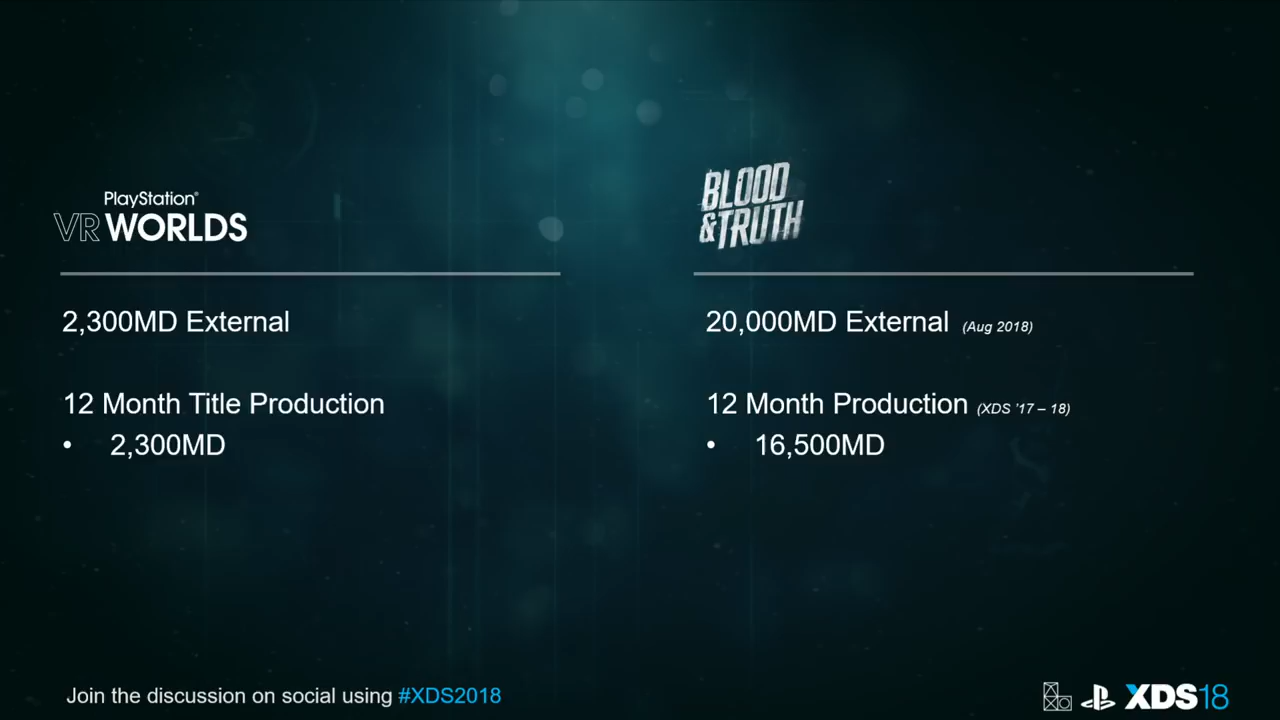 PlayStation®
VR WORLDS
2,300MD External
12 Month Title Production
• 2,300MD
BLOOD
&TRUTH
20,000MD External (Aug 2018)
12 Month Production (XDS '17 – 18)
• 16,500MD
Join the discussion on social using #XDS2018
XDS18